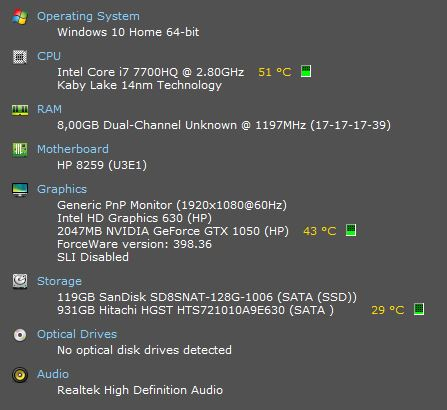 Operating System
Windows 10 Home 64-bit
CPU
Intel Core i7 7700HQ @ 2.80GHz 51 °C
Kaby Lake 14nm Technology
RAM
8,00GB Dual-Channel Unknown @ 1197MHz (17-17-17-39)
Motherboard
HP 8259 (U3E1)
Graphics
Generic PnP Monitor (1920x1080@60Hz)
Intel HD Graphics 630 (HP)
2047MB NVIDIA GeForce GTX 1050 (HP) 43 °C
ForceWare version: 398.36
SLI Disabled
Storage
119GB SanDisk SD8SNAT-128G-1006 (SATA (SSD))
931GB Hitachi HGST HTS721010A9E630 (SATA ) 29 °C
Optical Drives
No optical disk drives detected
Audio
Realtek High Definition Audio